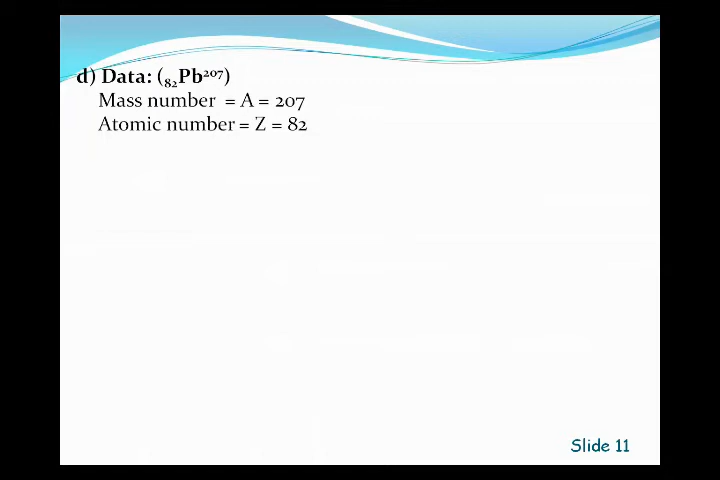 d) Data: (₈₂Pb²⁰⁷)
Mass number = A = 207
Atomic number = Z = 82
Slide 11